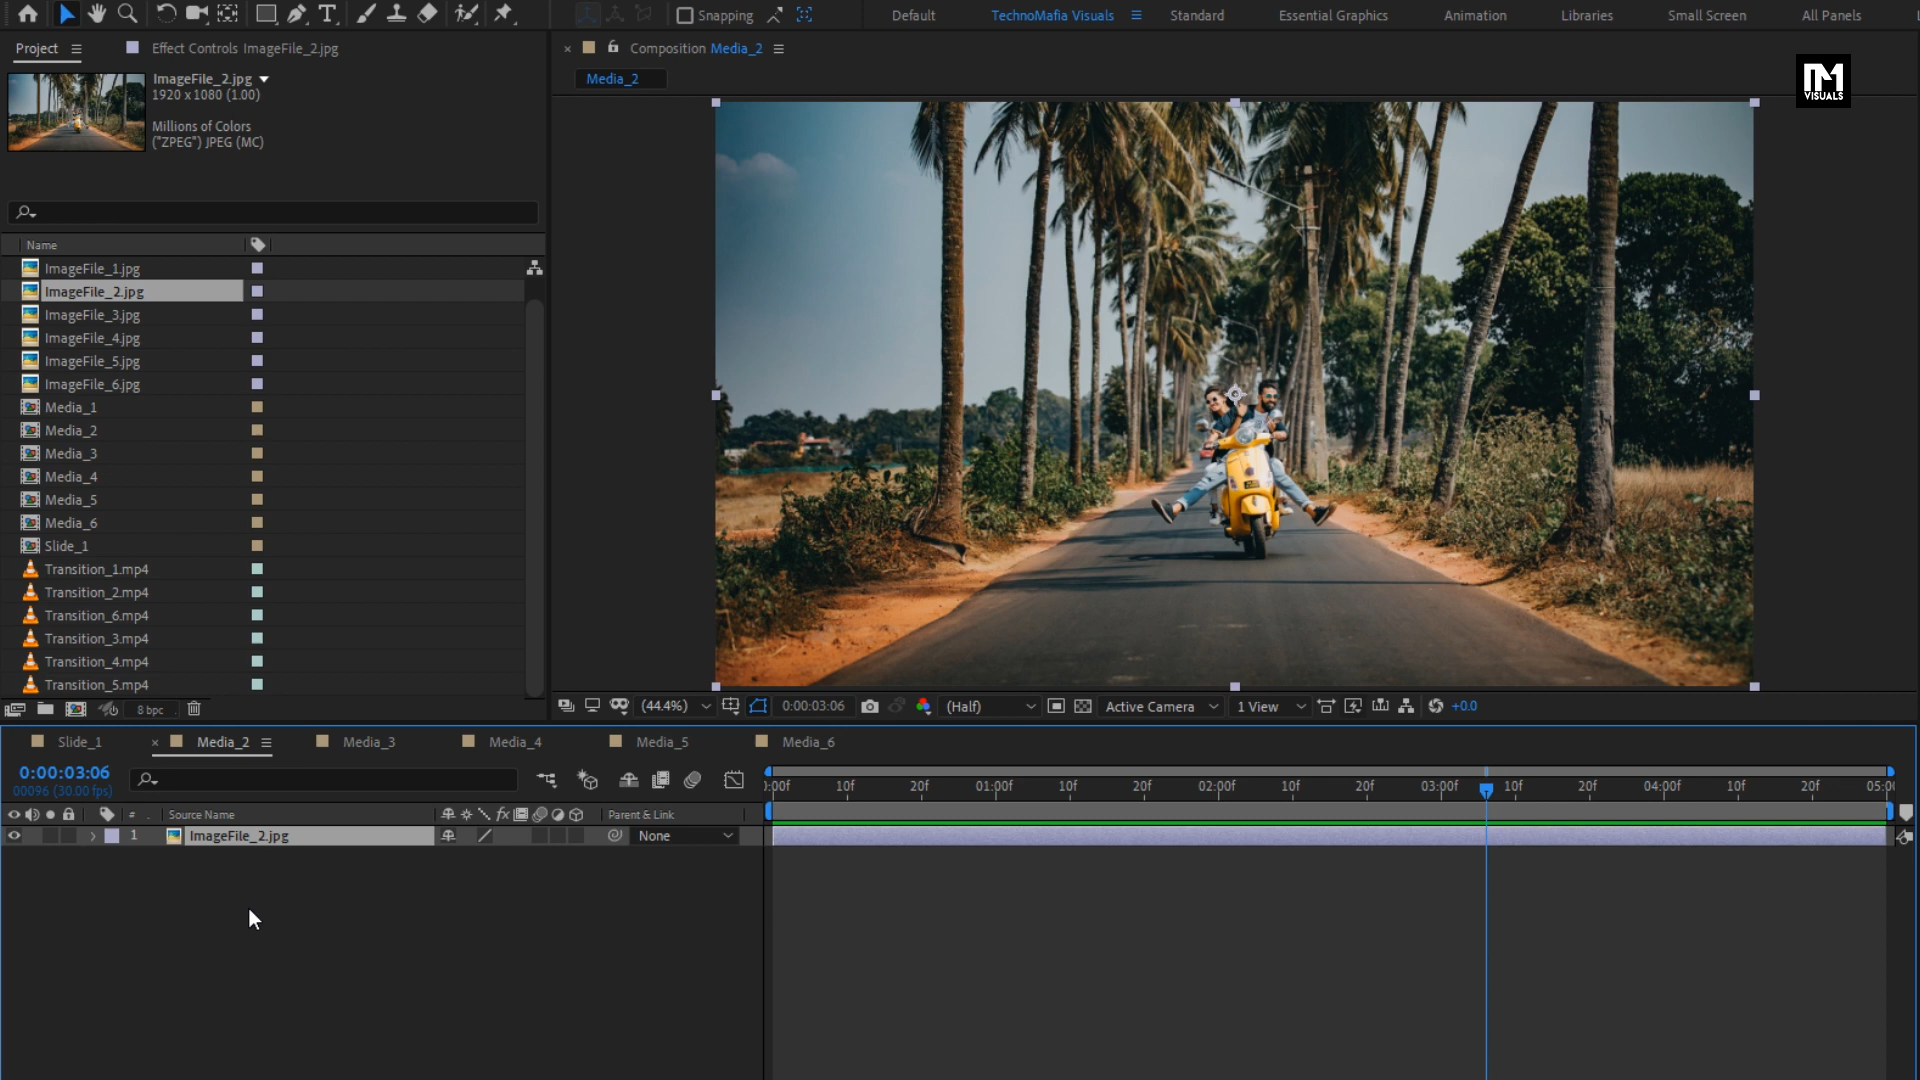 Snapping
Default
TechnoMafia Visuals
Standard
Essential Graphics
Animation
Libraries
Small Screen
All Panels
Project
Effect Controls ImageFile_2.jpg
Composition Media_2
Media_2
VISUALS
ImageFile_2.jpg
1920 x 1080 (1.00)
Millions of Colors
("ZPEG") JPEG (MC)
Name
ImageFile_1.jpg
ImageFile_2.jpg
ImageFile_3.jpg
ImageFile_4.jpg
ImageFile_5.jpg
ImageFile_6.jpg
Media_1
Media_2
Media_3
Media_4
Media_5
Media_6
Slide_1
Transition_1.mp4
Transition_2.mp4
Transition_6.mp4
Transition_3.mp4
Transition_4.mp4
Transition_5.mp4
8 bpc
(44.4%)
0:00:03:06
(Half)
Active Camera
1 View
+0.0
Slide_1
Media_2
Media_3
Media_4
Media_5
Media_6
0:00:03:06
00096 (30.00 fps)
:00f 10f 20f 01:00f 10f 20f 02:00f 10f 20f 03:00f 10f 20f 04:00f 10f 20f 05:00
# Source Name fx Parent & Link
1 ImageFile_2.jpg None